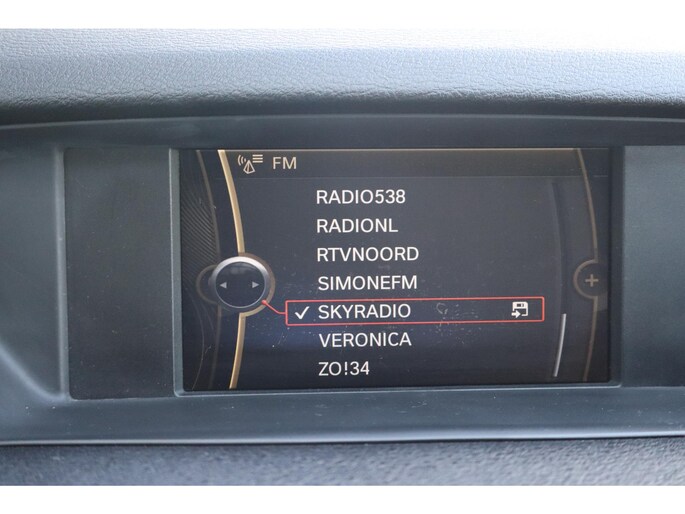 FM
RADIO538
RADIONL
RTVNOORD
SIMONEFM
SKYRADIO
VERONICA
ZO!34